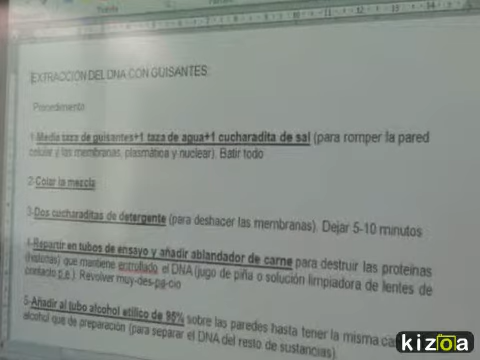 EXTRACCIÓN DEL DNA CON GUISANTES:
Procedimiento
1-Media taza de guisantes+1 taza de agua+1 cucharadita de sal (para romper la pared
celular y las membranas, plasmática y nuclear). Batir todo
2-Colar la mezcla
3-Dos cucharaditas de detergente (para deshacer las membranas). Dejar 5-10 minutos
4-Repartir en tubos de ensayo y añadir ablandador de carne para destruir las proteínas
(histonas) que mantiene enrollado el DNA (jugo de piña o solución limpiadora de lentes de
contacto p.e.). Revolver muy-des-pa-cio
5-Añadir al tubo alcohol etílico de 95% sobre las paredes hasta tener la misma
alcohol que de preparación (para separar el DNA del resto de sustancias).
kizoa